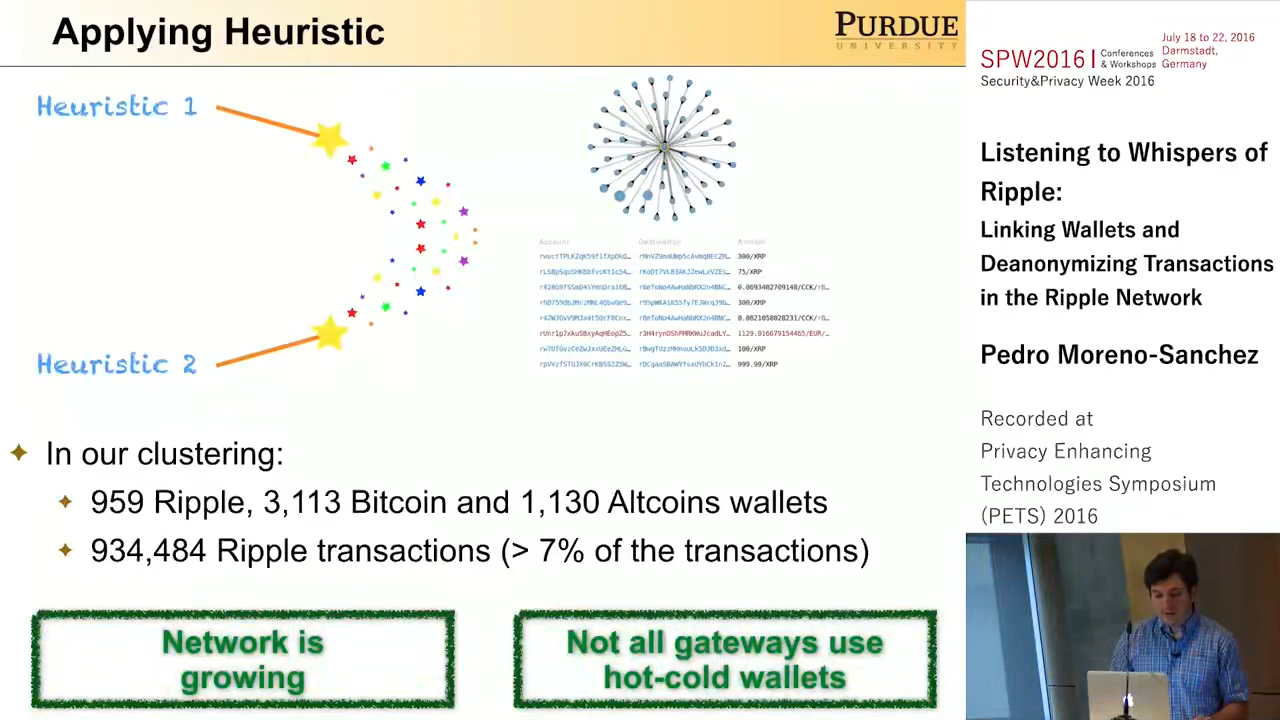 Applying Heuristic
PURDUE
UNIVERSITY
Heuristic 1
Heuristic 2
Account Destination Amount
300/XRP
75/XRP
300/XRP
100/XRP
999.99/XRP
In our clustering:
959 Ripple, 3,113 Bitcoin and 1,130 Altcoins wallets
934,484 Ripple transactions (> 7% of the transactions)
Network is
growing
Not all gateways use
hot-cold wallets
SPW2016 | Conferences
& Workshops
July 18 to 22, 2016
Darmstadt,
Germany
Security&Privacy Week 2016
Listening to Whispers of
Ripple:
Linking Wallets and
Deanonymizing Transactions
in the Ripple Network
Pedro Moreno-Sanchez
Recorded at
Privacy Enhancing
Technologies Symposium
(PETS) 2016